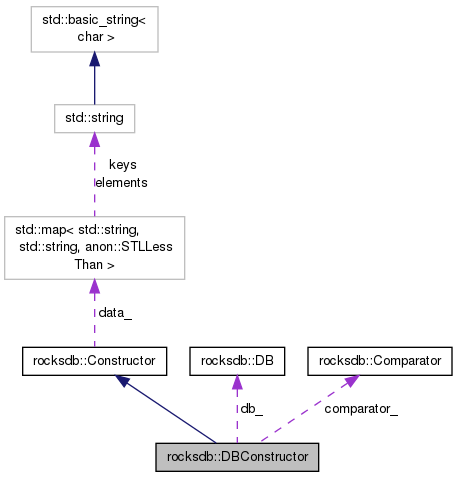 std::basic_string<
char >
std::string
keys
elements
std::map< std::string,
std::string, anon::STLLess
Than >
data_
rocksdb::Constructor
rocksdb::DB
rocksdb::Comparator
db_
comparator_
rocksdb::DBConstructor